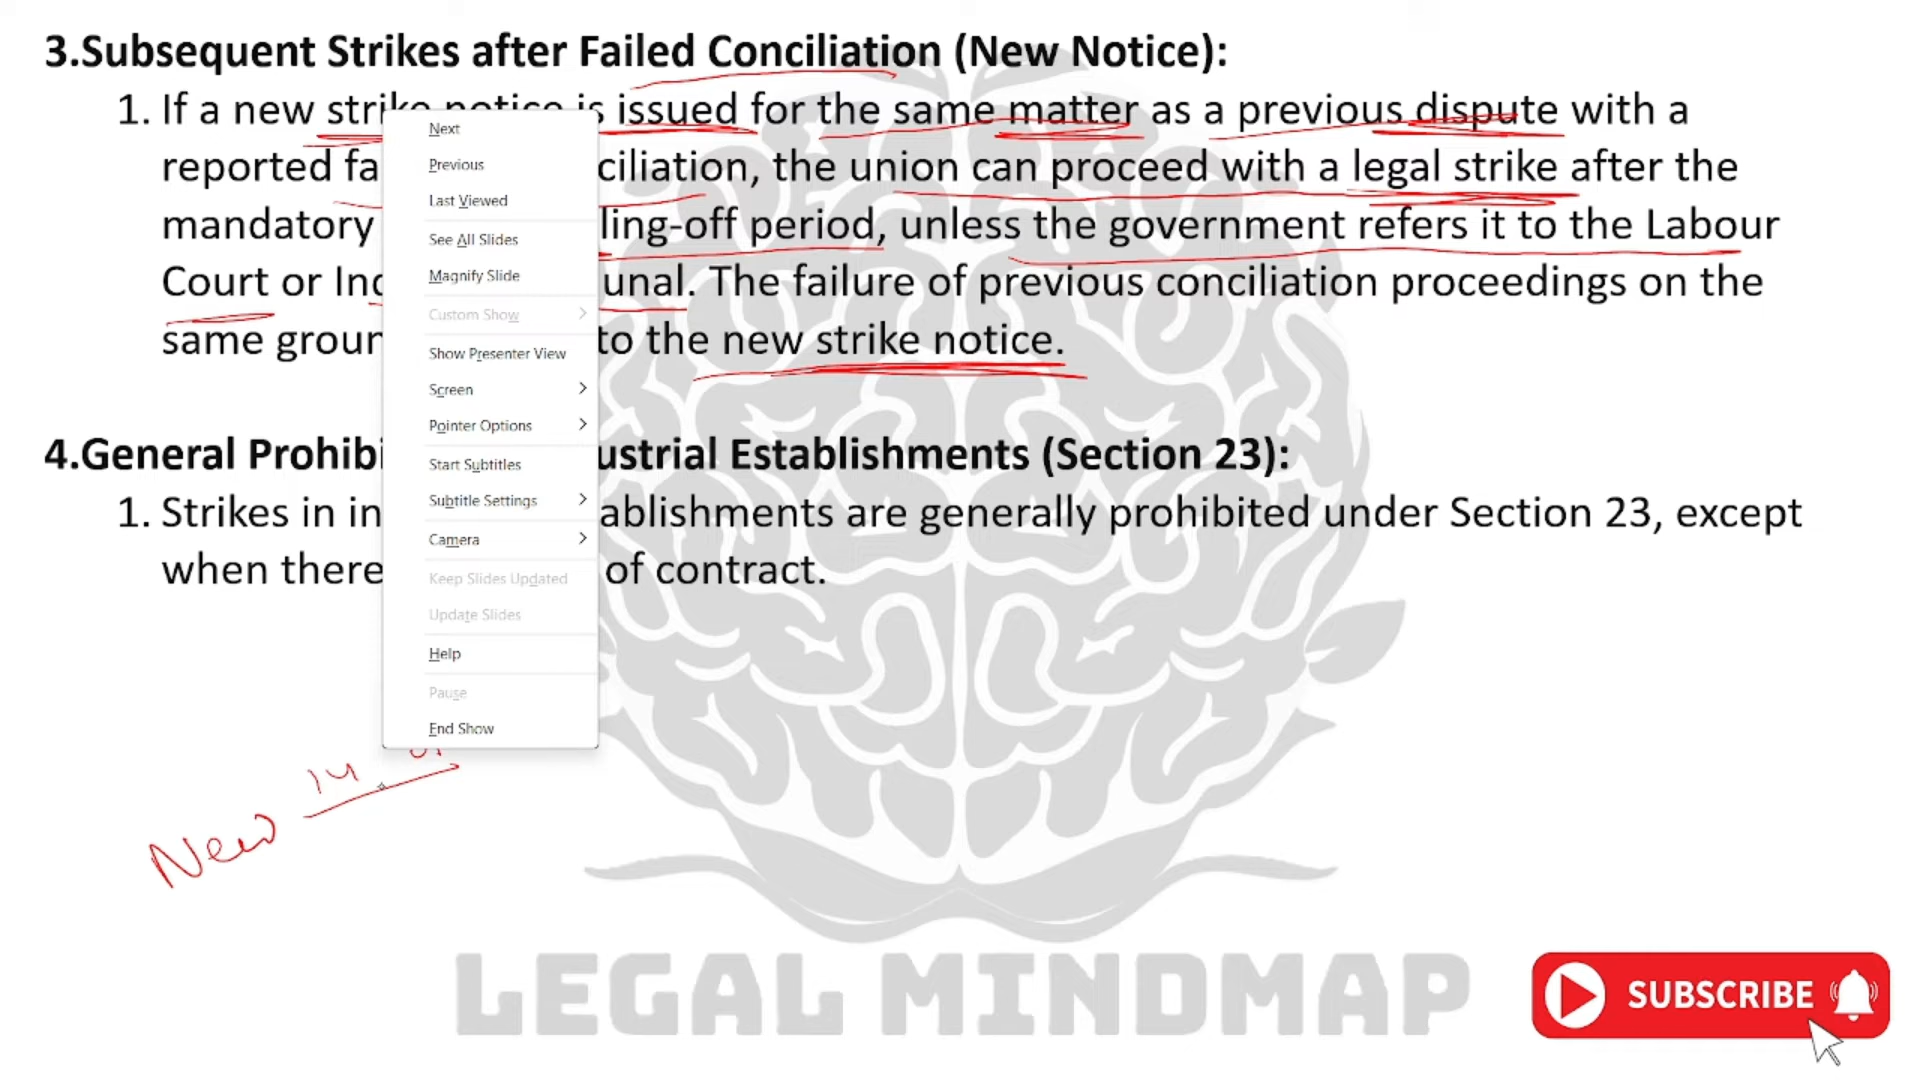 3.Subsequent Strikes after Failed Conciliation (New Notice):
1. If a new strike notice is issued for the same matter as a previous dispute with a
reported fa ciliation, the union can proceed with a legal strike after the
mandatory ling-off period, unless the government refers it to the Labour
Court or Ind unal. The failure of previous conciliation proceedings on the
same groun to the new strike notice.
4.General Prohibi ustrial Establishments (Section 23):
1. Strikes in in ablishments are generally prohibited under Section 23, except
when there of contract.
Next
Previous
Last Viewed
See All Slides
Magnify Slide
Custom Show
Show Presenter View
Screen
Pointer Options
Start Subtitles
Subtitle Settings
Camera
Keep Slides Updated
Update Slides
Help
Pause
End Show
14
New
LEGAL MINDMAP
SUBSCRIBE